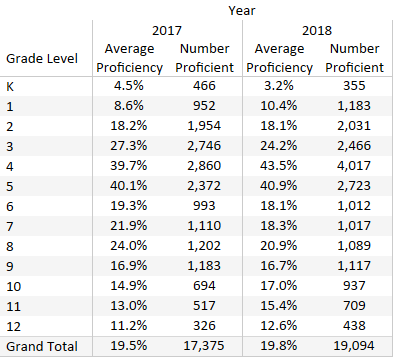 Year
2017 2018
Average Number Average Number
Grade Level Proficiency Proficient Proficiency Proficient
K 4.5% 466 3.2% 355
1 8.6% 952 10.4% 1,183
2 18.2% 1,954 18.1% 2,031
3 27.3% 2,746 24.2% 2,466
4 39.7% 2,860 43.5% 4,017
5 40.1% 2,372 40.9% 2,723
6 19.3% 993 18.1% 1,012
7 21.9% 1,110 18.3% 1,017
8 24.0% 1,202 20.9% 1,089
9 16.9% 1,183 16.7% 1,117
10 14.9% 694 17.0% 937
11 13.0% 517 15.4% 709
12 11.2% 326 12.6% 438
Grand Total 19.5% 17,375 19.8% 19,094